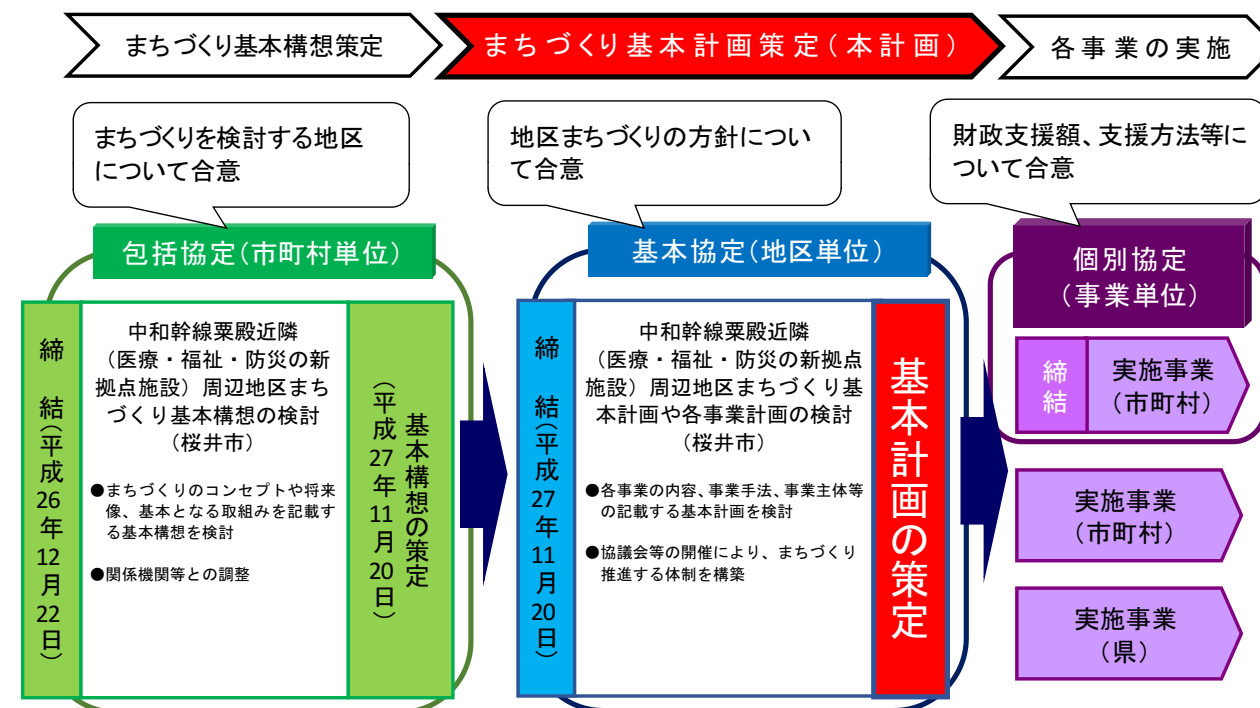 まちづくり基本構想策定
まちづくり基本計画策定(本計画)
各事業の実施
まちづくりを検討する地区
について合意
地区まちづくりの方針につい
て合意
財政支援額、支援方法等に
ついて合意
包括協定(市町村単位)
締結(平成26年12月22日)
中和幹線粟殿近隣
(医療・福祉・防災の新
拠点施設)周辺地区まち
づくり基本構想の検討
(桜井市)
●まちづくりのコンセプトや将来
像、基本となる取組みを記載す
る基本構想を検討
●関係機関等との調整
基本構想の策定
(平成27年11月20日)
基本協定(地区単位)
締結(平成27年11月20日)
中和幹線粟殿近隣
(医療・福祉・防災の新拠点
施設)周辺地区まちづくり基
本計画や各事業計画の検討
(桜井市)
●各事業の内容、事業手法、事業主体等
の記載する基本計画を検討
●協議会等の開催により、まちづくり
推進する体制を構築
基本計画の策定
個別協定
(事業単位)
締結
実施事業
(市町村)
実施事業
(市町村)
実施事業
(県)